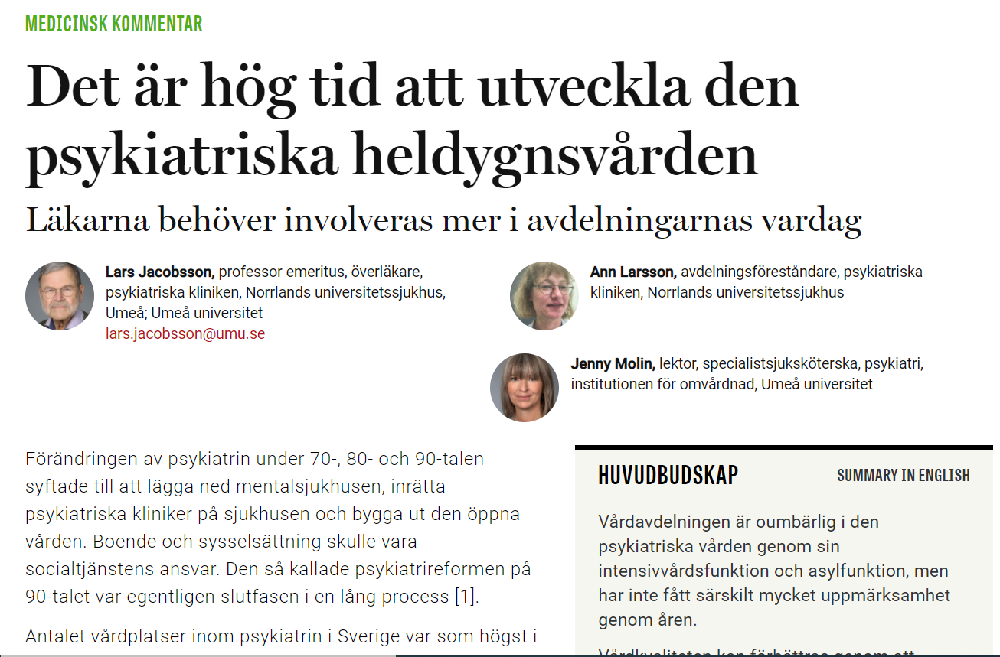 MEDICINSK KOMMENTAR
Det är hög tid att utveckla den
psykiatriska heldygnsvården
Läkarna behöver involveras mer i avdelningarnas vardag
Lars Jacobsson, professor emeritus, överläkare,
psykiatriska kliniken, Norrlands universitetssjukhus,
Umeå; Umeå universitet
lars.jacobsson@umu.se
Ann Larsson, avdelningsföreståndare, psykiatriska
kliniken, Norrlands universitetssjukhus
Jenny Molin, lektor, specialistsjuksköterska, psykiatri,
institutionen för omvårdnad, Umeå universitet
Förändringen av psykiatrin under 70-, 80- och 90-talen
syftade till att lägga ned mentalsjukhusen, inrätta
psykiatriska kliniker på sjukhusen och bygga ut den öppna
vården. Boende och sysselsättning skulle vara
socialtjänstens ansvar. Den så kallade psykiatrireformen på
90-talet var egentligen slutfasen i en lång process [1].
Antalet vårdplatser inom psykiatrin i Sverige var som högst i
HUVUDBUDSKAP
SUMMARY IN ENGLISH
Vårdavdelningen är oumbärlig i den
psykiatriska vården genom sin
intensivvårdsfunktion och asylfunktion, men
har inte fått särskilt mycket uppmärksamhet
genom åren.
Vårdkvaliteten kan förbättras genom att